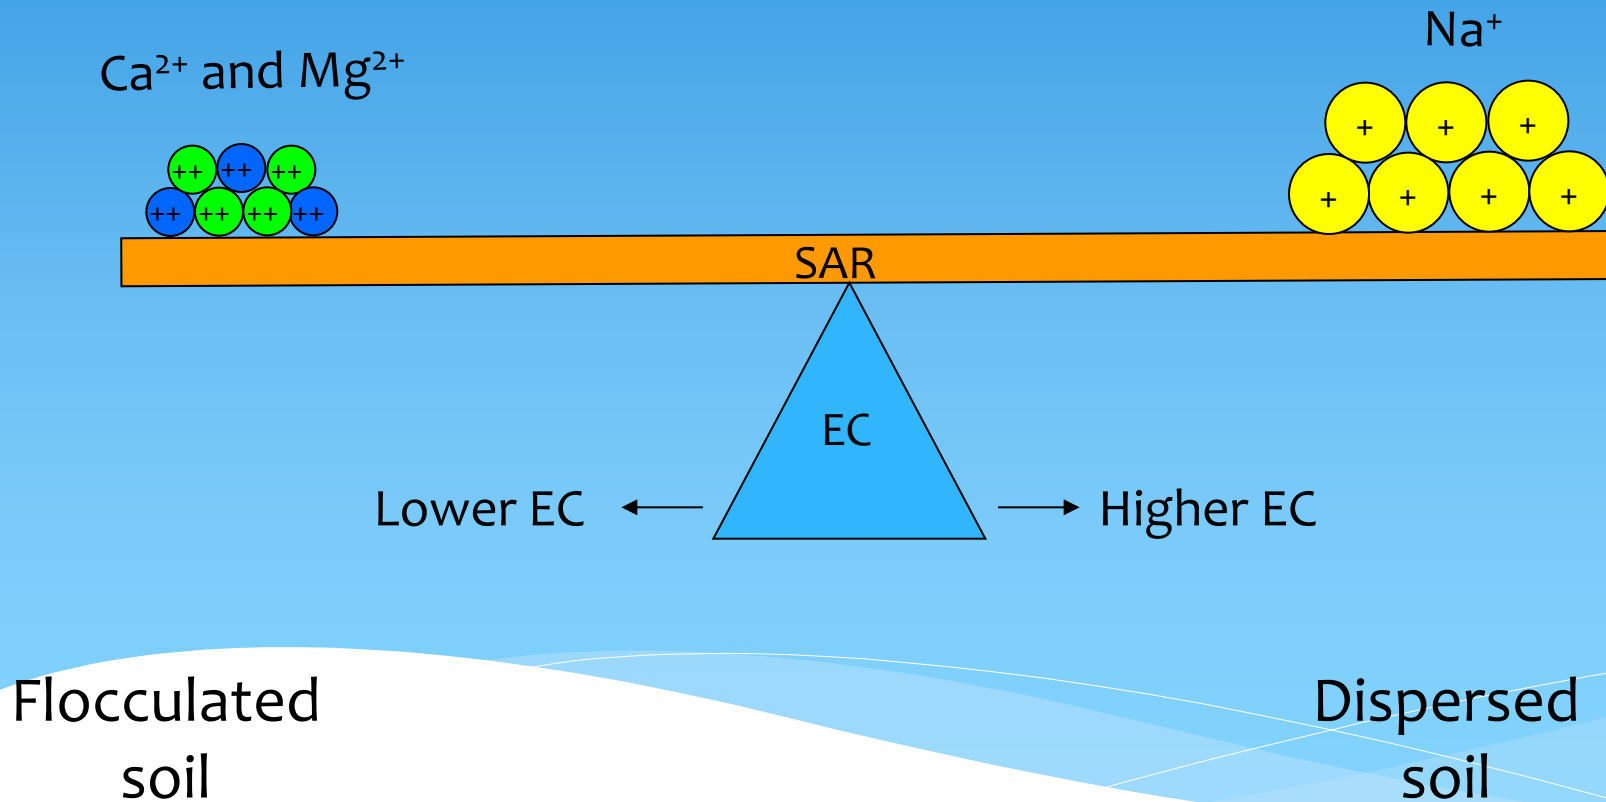 Na⁺
Ca²⁺ and Mg²⁺
+ + +
++ ++ ++
+ + + +
++ ++ ++ ++
SAR
EC
Lower EC
Higher EC
Flocculated
soil
Dispersed
soil